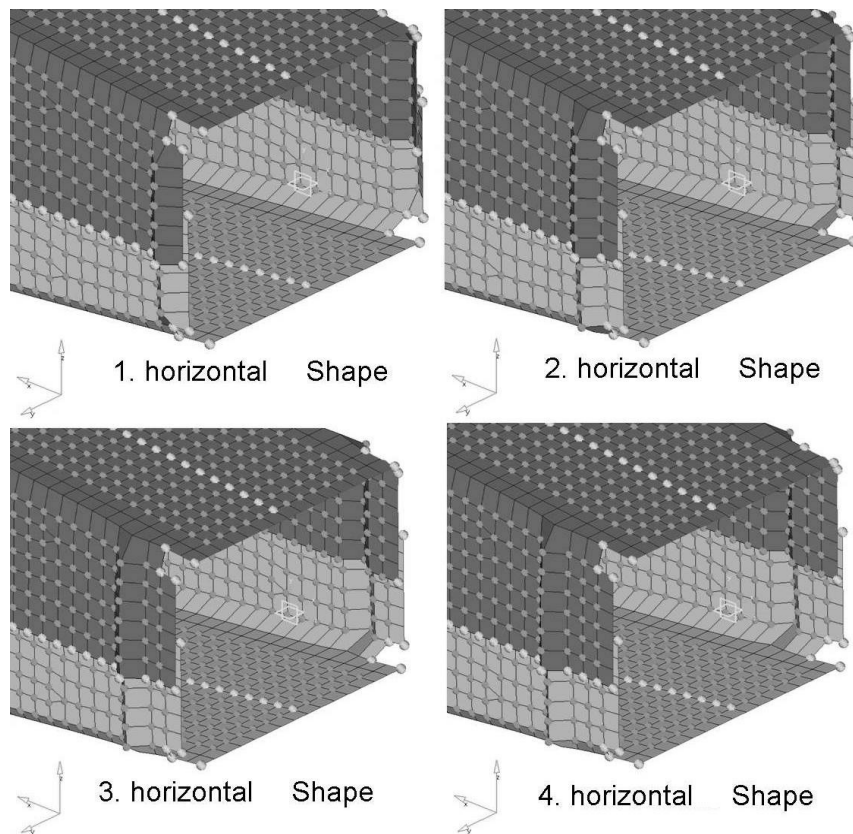 1. horizontal Shape
2. horizontal Shape
z
x
y
z
x
y
3. horizontal Shape
4. horizontal Shape
z
x
y
z
x
y